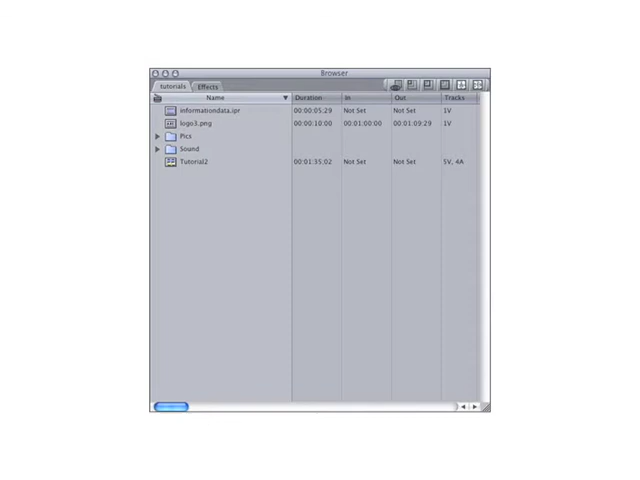 Browser
tutorials Effects
Name Duration In Out Tracks
informationdata.ipr 00:00:05:29 Not Set Not Set 1V
logo3.png 00:00:10:00 00:01:00:00 00:01:09:29 1V
Pics
Sound
Tutorial2 00:01:35:02 Not Set Not Set 5V, 4A